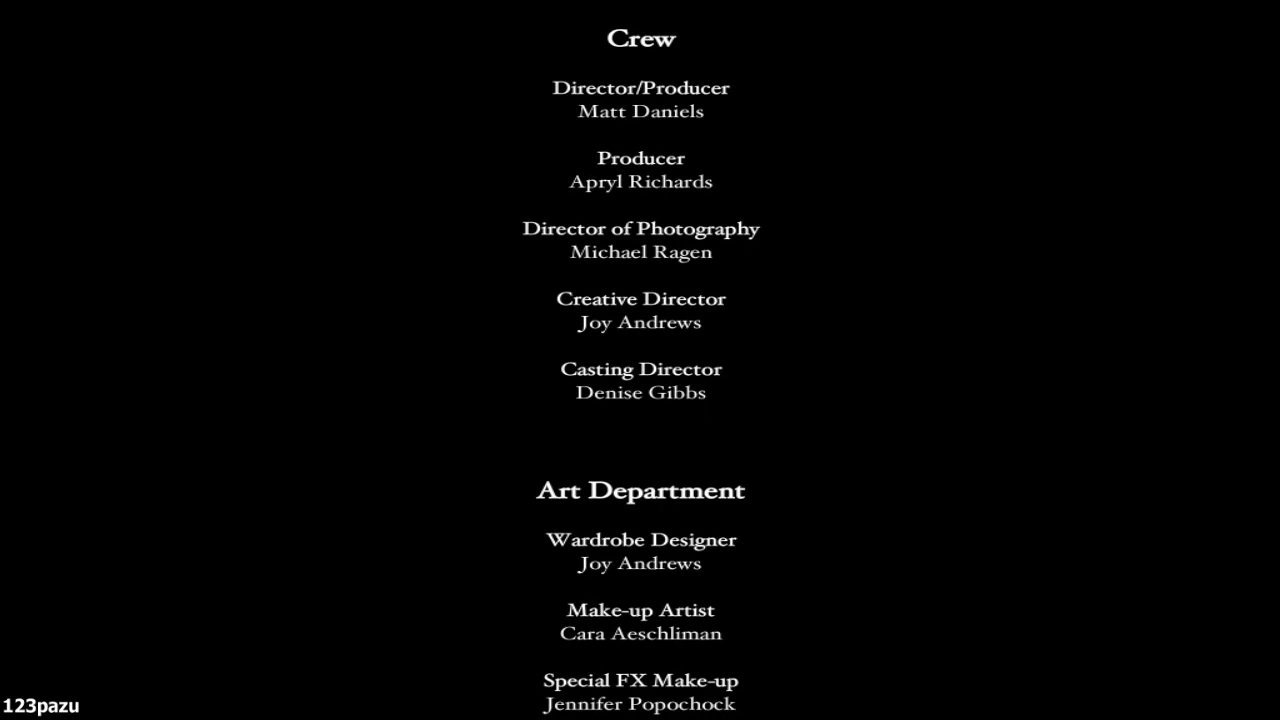 Crew
Director/Producer
Matt Daniels
Producer
Apryl Richards
Director of Photography
Michael Ragen
Creative Director
Joy Andrews
Casting Director
Denise Gibbs
Art Department
Wardrobe Designer
Joy Andrews
Make-up Artist
Cara Aeschliman
Special FX Make-up
Jennifer Popochock
123pazu